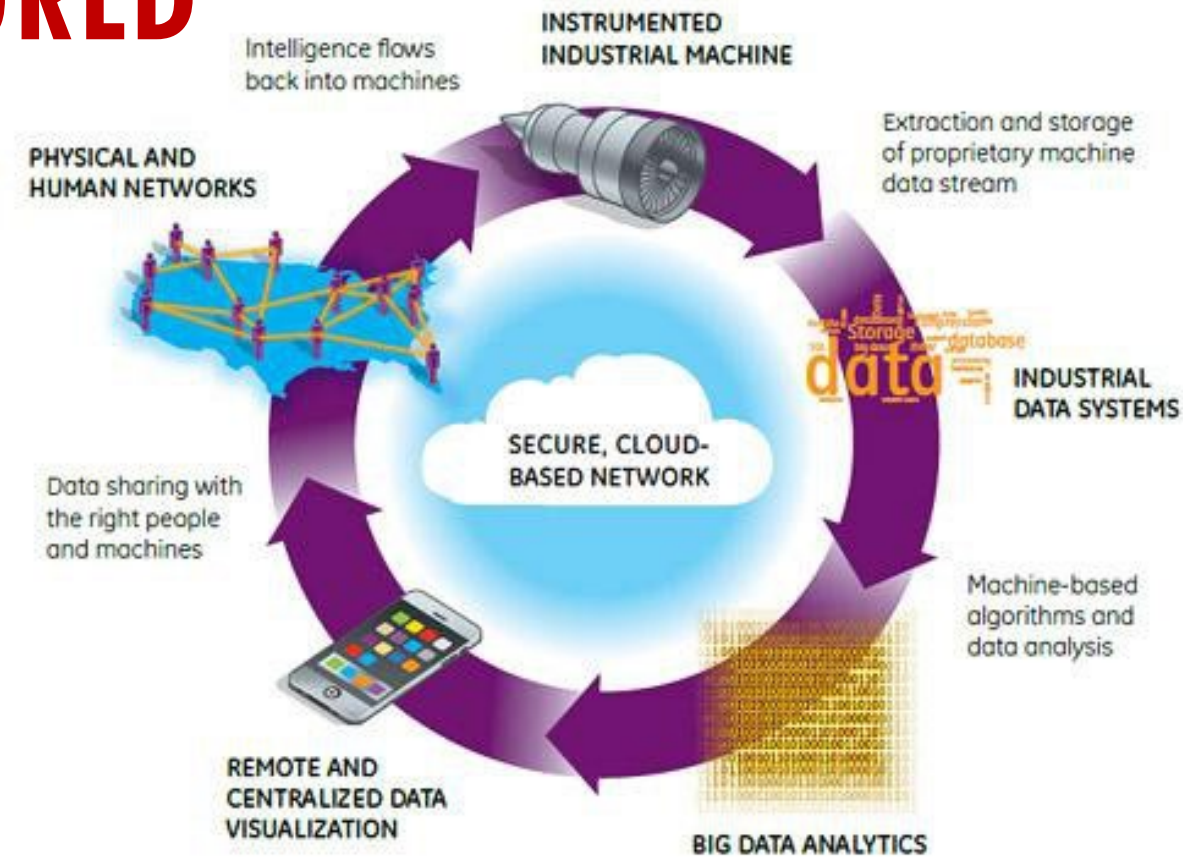 INSTRUMENTED
INDUSTRIAL MACHINE
Intelligence flows
back into machines
Extraction and storage
of proprietary machine
data stream
PHYSICAL AND
HUMAN NETWORKS
Storage
database
data
INDUSTRIAL
DATA SYSTEMS
SECURE, CLOUD-
BASED NETWORK
Data sharing with
the right people
and machines
Machine-based
algorithms and
data analysis
REMOTE AND
CENTRALIZED DATA
VISUALIZATION
BIG DATA ANALYTICS